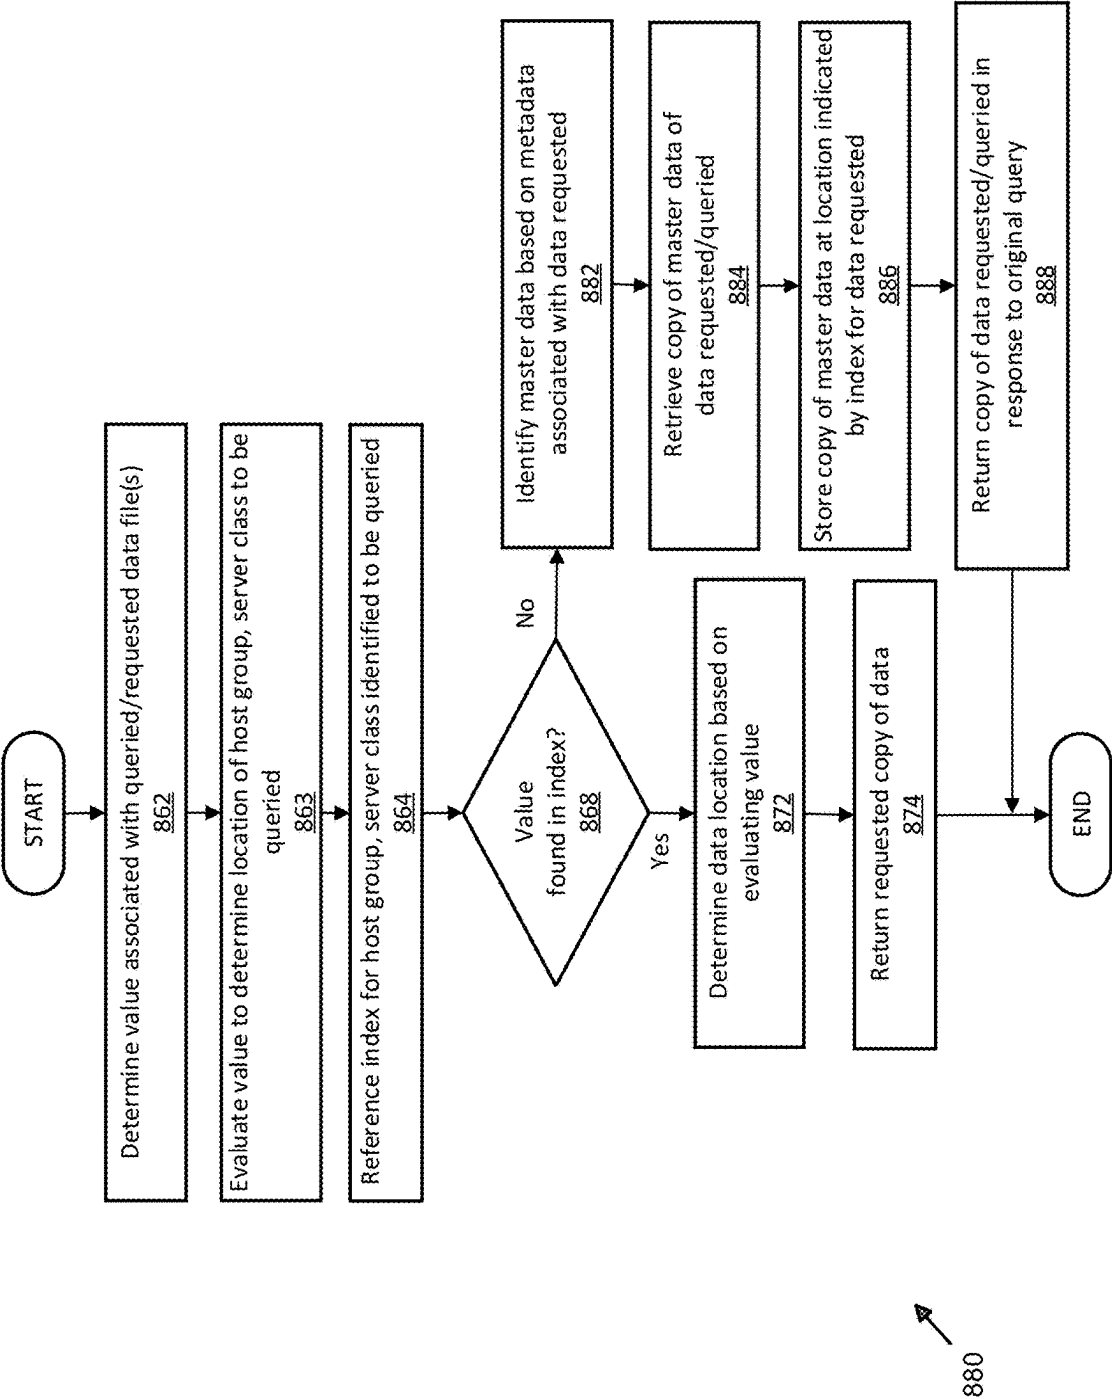 START
Determine value associated with queried/requested data file(s)
862
Evaluate value to determine location of host group, server class to be
queried
863
Reference index for host group, server class identified to be queried
864
Value
found in index?
868
No
Yes
Identify master data based on metadata
associated with data requested
882
Retrieve copy of master data of
data requested/queried
884
Store copy of master data at location indicated
by index for data requested
886
Return copy of data requested/queried in
response to original query
888
Determine data location based on
evaluating value
872
Return requested copy of data
874
END
880